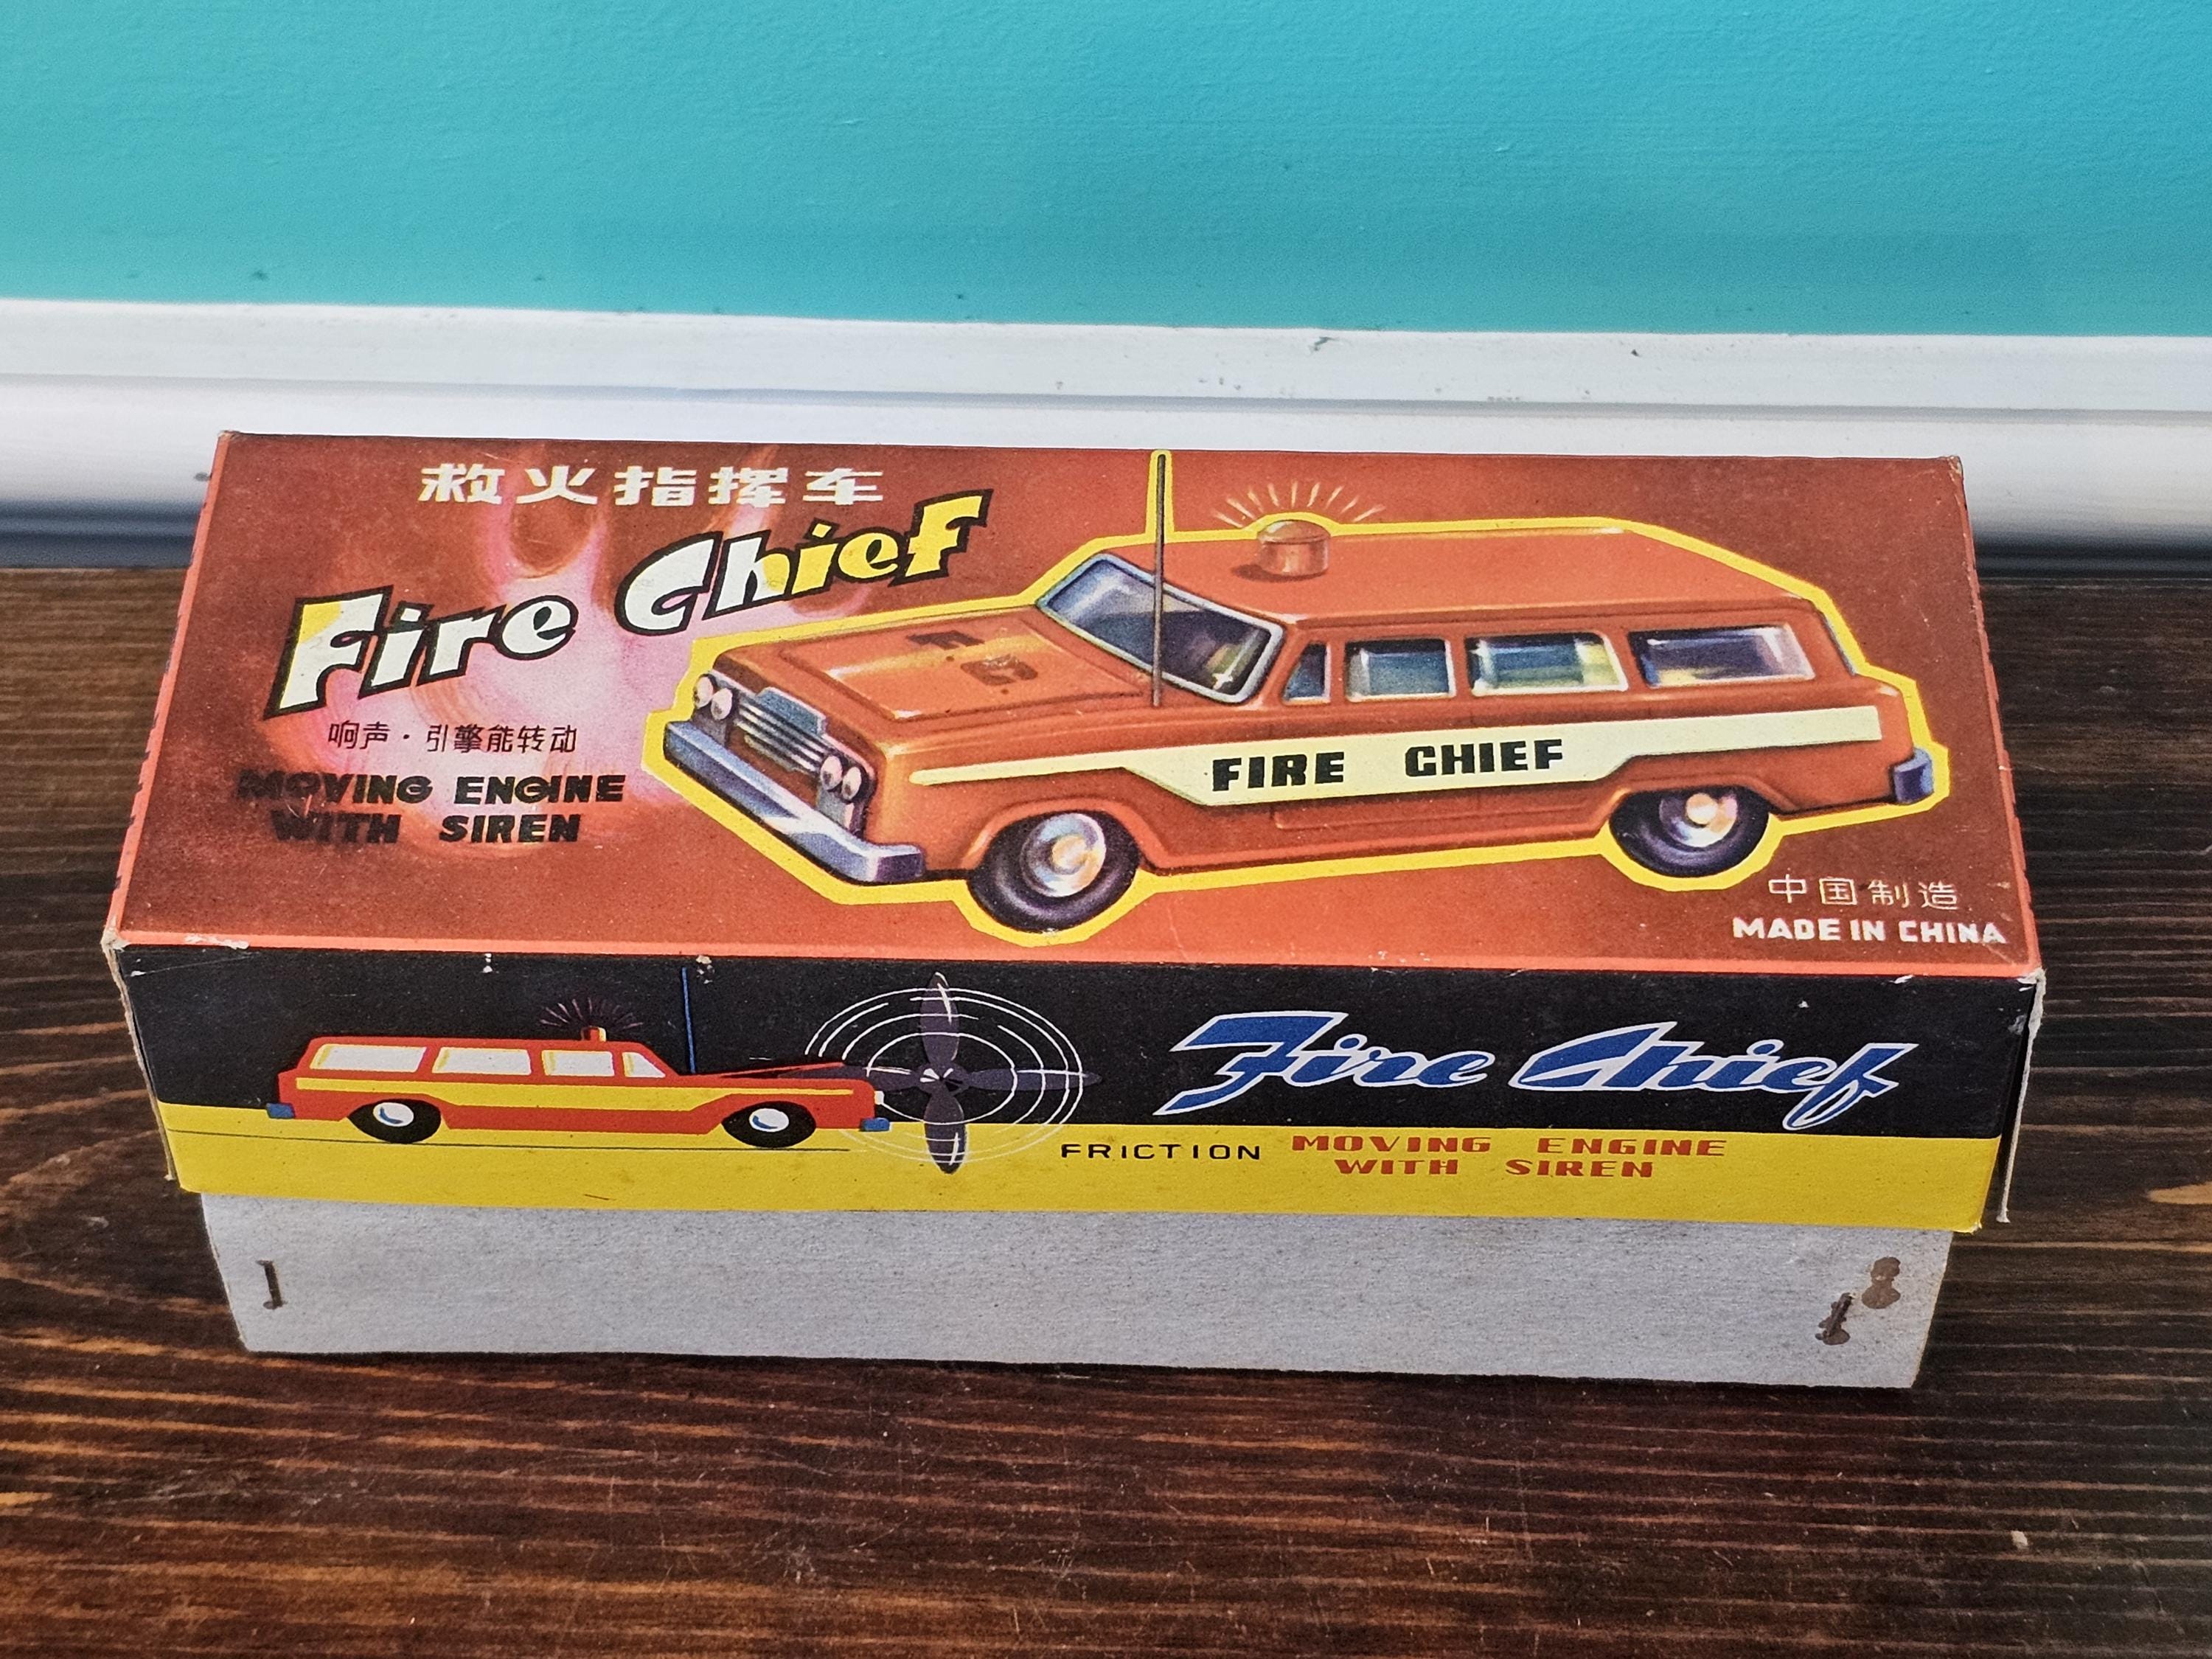 救火指挥车
Fire Chief
响声·引擎能转动
MOVING ENGINE
WITH SIREN
F.C.
FIRE CHIEF
中国制造
MADE IN CHINA
Fire Chief
FRICTION MOVING ENGINE
WITH SIREN